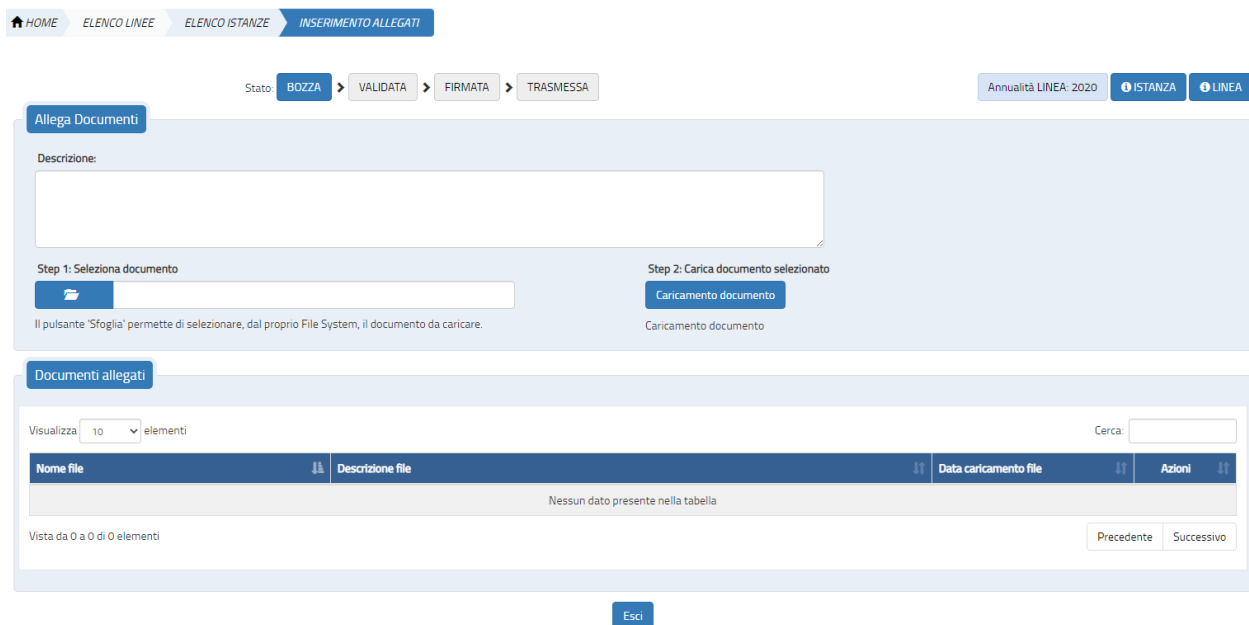 HOME ELENCO LINEE ELENCO ISTANZE INSERIMENTO ALLEGATI
Stato: BOZZA VALIDATA FIRMATA TRASMESSA Annualità LINEA: 2020 ISTANZA LINEA
Allega Documenti
Descrizione:
Step 1: Seleziona documento Step 2: Carica documento selezionato
Caricamento documento
Il pulsante 'Sfoglia' permette di selezionare, dal proprio File System, il documento da caricare. Caricamento documento
Documenti allegati
Visualizza 10 elementi Cerca:
Nome file Descrizione file Data caricamento file Azioni
Nessun dato presente nella tabella
Vista da 0 a 0 di 0 elementi Precedente Successivo
Esci